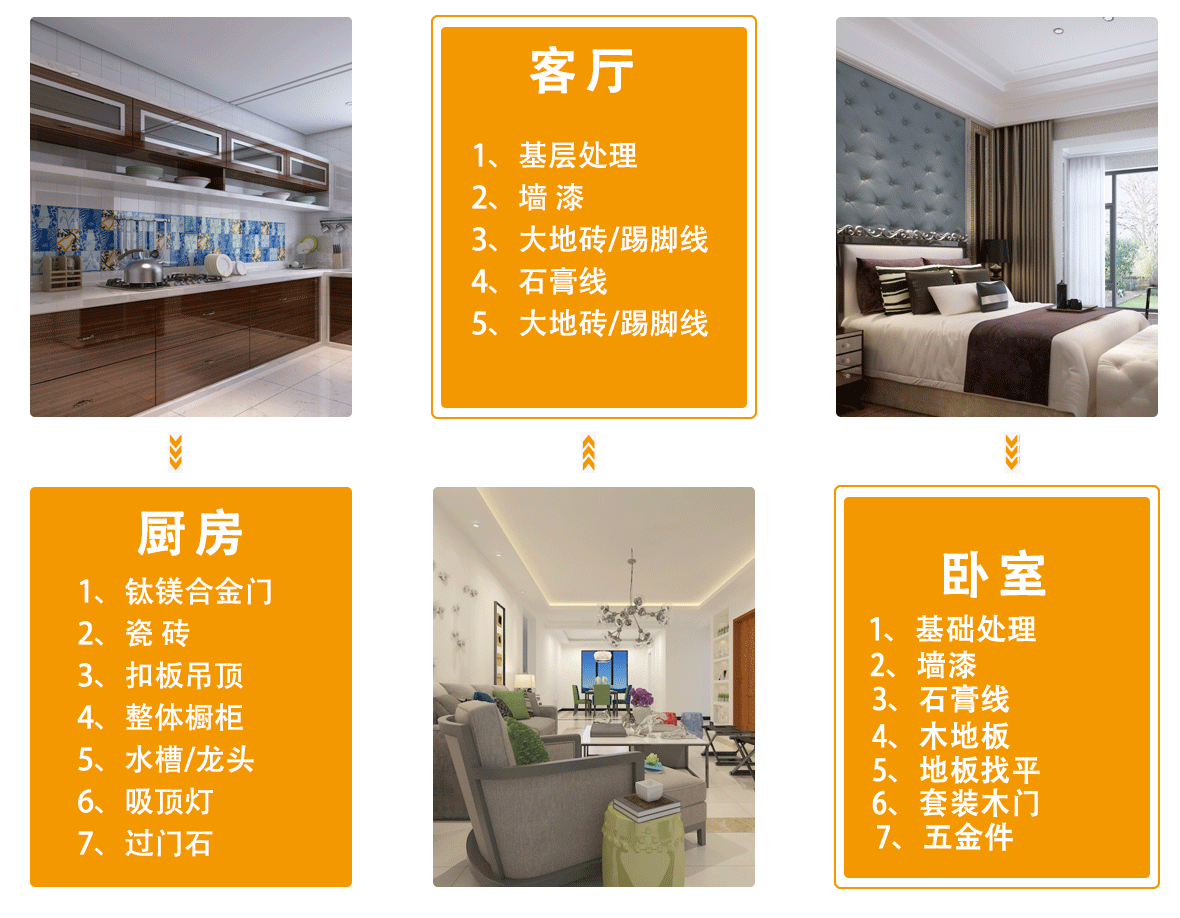 客厅
1、基层处理
2、墙 漆
3、大地砖/踢脚线
4、石膏线
5、大地砖/踢脚线
厨房
1、钛镁合金门
2、瓷 砖
3、扣板吊顶
4、整体橱柜
5、水槽/龙头
6、吸顶灯
7、过门石
卧室
1、基础处理
2、墙漆
3、石膏线
4、木地板
5、地板找平
6、套装木门
7、五金件